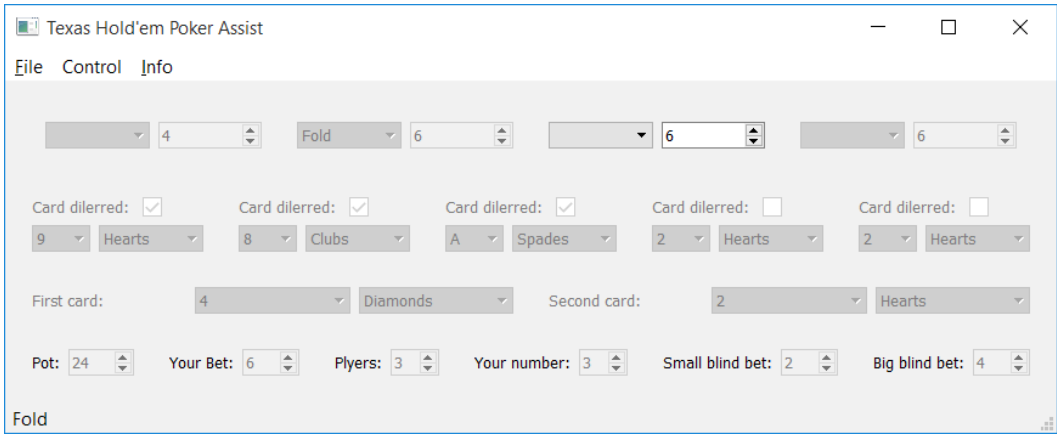 Texas Hold'em Poker Assist
File Control Info
4 Fold 6 6 6
Card dilerred: Card dilerred: Card dilerred: Card dilerred: Card dilerred:
9 Hearts 8 Clubs A Spades 2 Hearts 2 Hearts
First card: 4 Diamonds Second card: 2 Hearts
Pot: 24 Your Bet: 6 Plyers: 3 Your number: 3 Small blind bet: 2 Big blind bet: 4
Fold